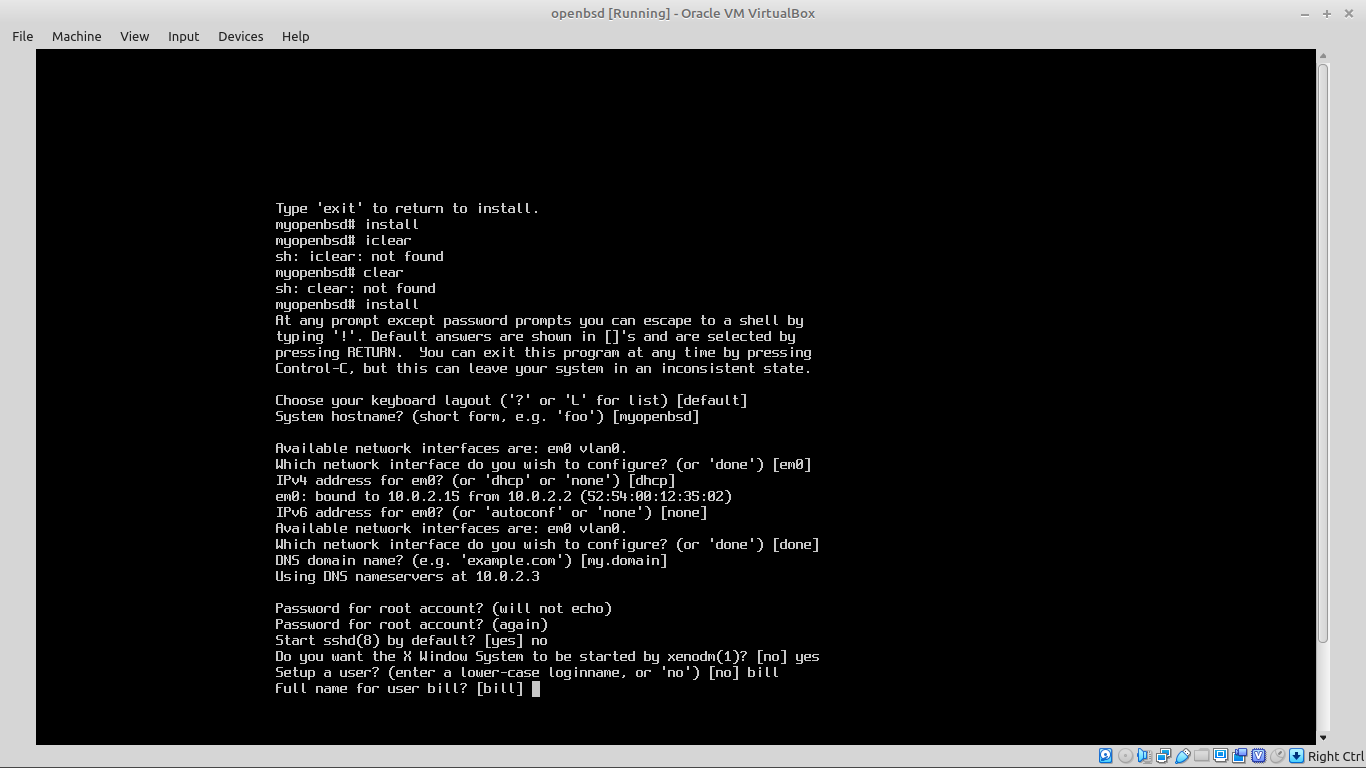 openbsd [Running] - Oracle VM VirtualBox
File Machine View Input Devices Help
Type 'exit' to return to install.
myopenbsd# install
myopenbsd# iclear
sh: iclear: not found
myopenbsd# clear
sh: clear: not found
myopenbsd# install
At any prompt except password prompts you can escape to a shell by
typing '!'. Default answers are shown in []'s and are selected by
pressing RETURN.  You can exit this program at any time by pressing
Control-C, but this can leave your system in an inconsistent state.
Choose your keyboard layout ('?' or 'L' for list) [default]
System hostname? (short form, e.g. 'foo') [myopenbsd]
Available network interfaces are: em0 vlan0.
Which network interface do you wish to configure? (or 'done') [em0]
IPv4 address for em0? (or 'dhcp' or 'none') [dhcp]
em0: bound to 10.0.2.15 from 10.0.2.2 (52:54:00:12:35:02)
IPv6 address for em0? (or 'autoconf' or 'none') [none]
Available network interfaces are: em0 vlan0.
Which network interface do you wish to configure? (or 'done') [done]
DNS domain name? (e.g. 'example.com') [my.domain]
Using DNS nameservers at 10.0.2.3
Password for root account? (will not echo)
Password for root account? (again)
Start sshd(8) by default? [yes] no
Do you want the X Window System to be started by xenodm(1)? [no] yes
Setup a user? (enter a lower-case loginname, or 'no') [no] bill
Full name for user bill? [bill]
Right Ctrl